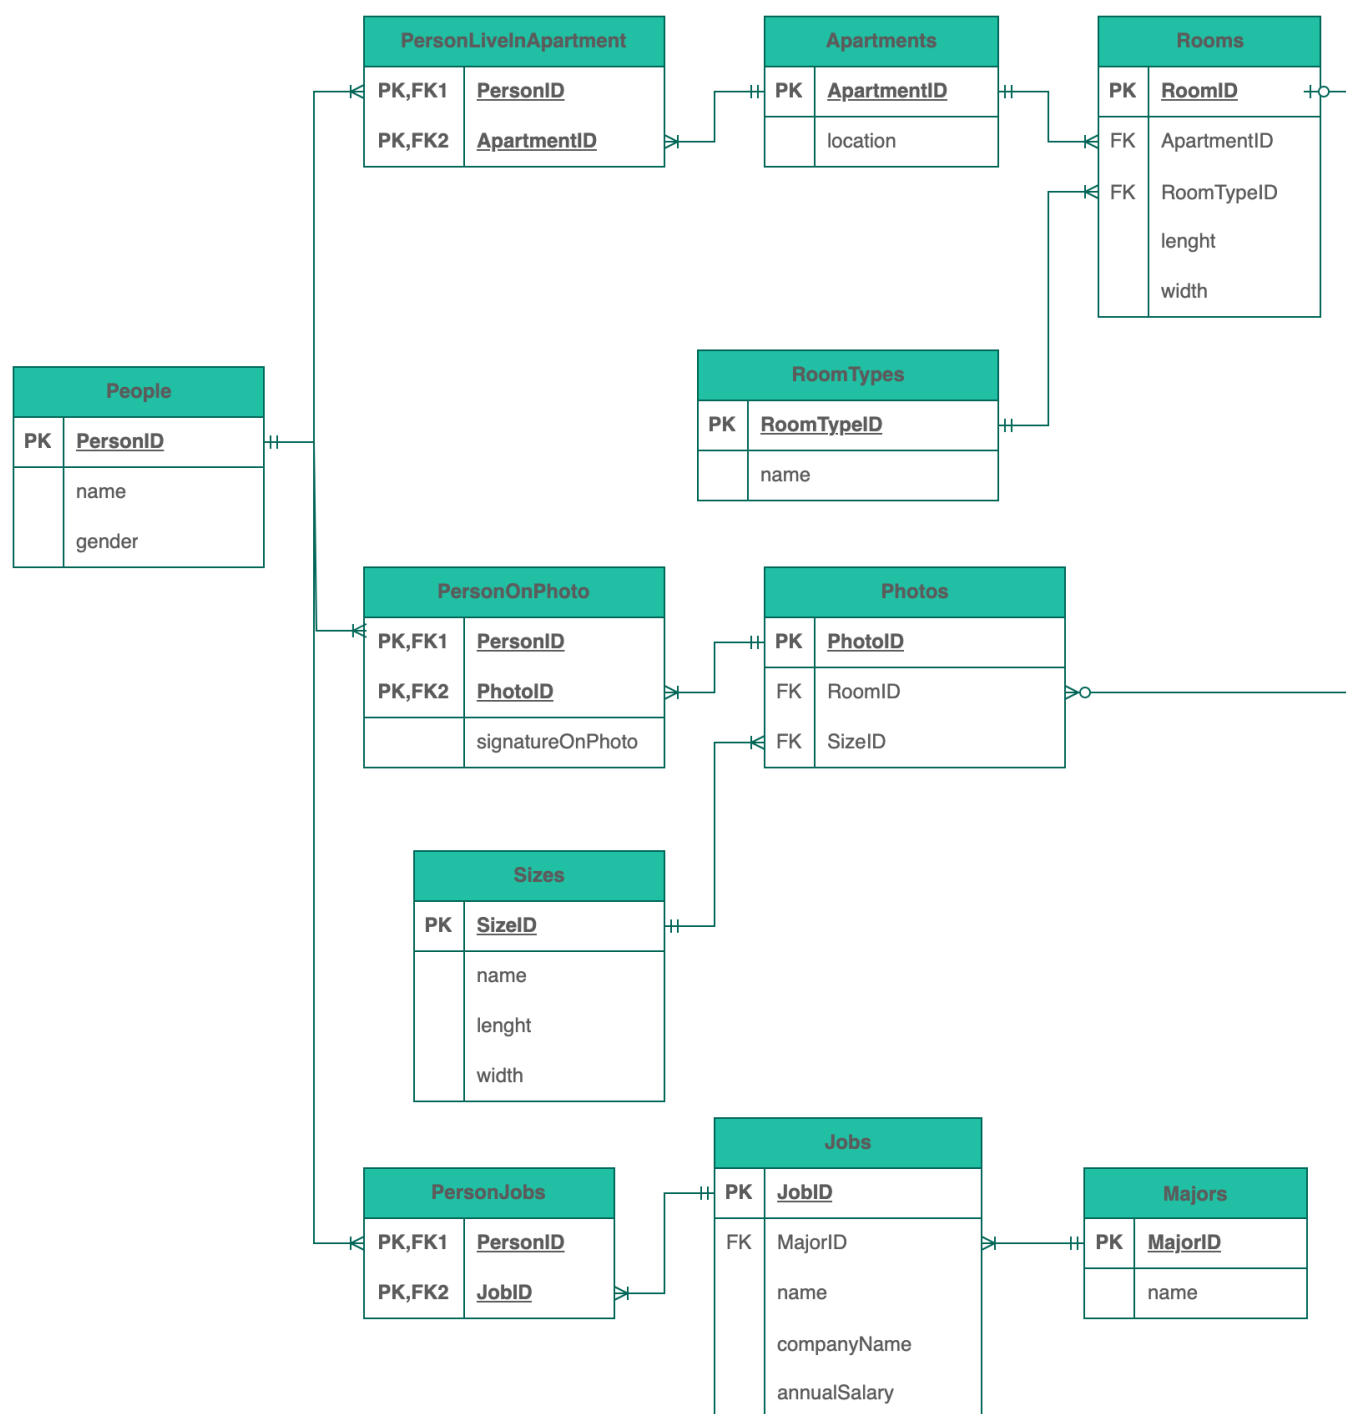 PersonLiveInApartment
PK,FK1 PersonID
PK,FK2 ApartmentID
Apartments
PK ApartmentID
location
Rooms
PK RoomID
FK ApartmentID
FK RoomTypeID
lenght
width
RoomTypes
PK RoomTypeID
name
People
PK PersonID
name
gender
PersonOnPhoto
PK,FK1 PersonID
PK,FK2 PhotoID
signatureOnPhoto
Photos
PK PhotoID
FK RoomID
FK SizeID
Sizes
PK SizeID
name
lenght
width
PersonJobs
PK,FK1 PersonID
PK,FK2 JobID
Jobs
PK JobID
FK MajorID
name
companyName
annualSalary
Majors
PK MajorID
name